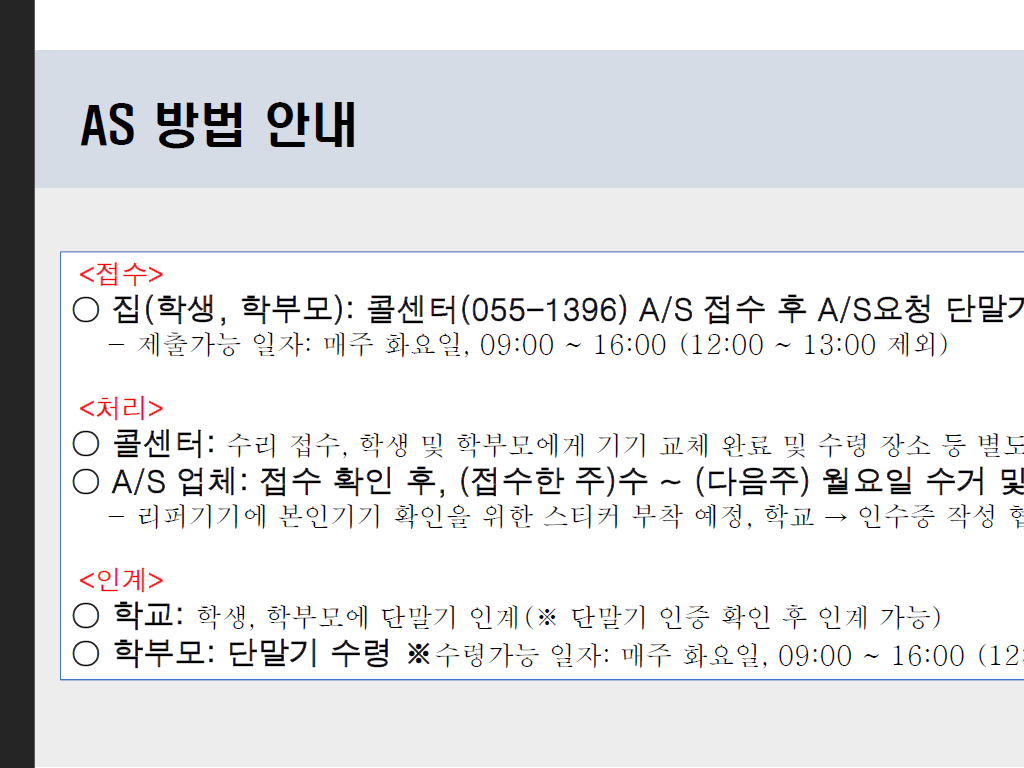 AS 방법 안내
<접수>
○ 집(학생, 학부모): 콜센터(055-1396) A/S 접수 후 A/S요청 단말기
- 제출가능 일자: 매주 화요일, 09:00 ~ 16:00 (12:00 ~ 13:00 제외)
<처리>
○ 콜센터: 수리 접수, 학생 및 학부모에게 기기 교체 완료 및 수령 장소 등 별도
○ A/S 업체: 접수 확인 후, (접수한 주)수 ~ (다음주) 월요일 수거 및
- 리퍼기기에 본인기기 확인을 위한 스티커 부착 예정, 학교 → 인수증 작성
<인계>
○ 학교: 학생, 학부모에 단말기 인계(※ 단말기 인증 확인 후 인계 가능)
○ 학부모: 단말기 수령 ※수령가능 일자: 매주 화요일, 09:00 ~ 16:00 (12: